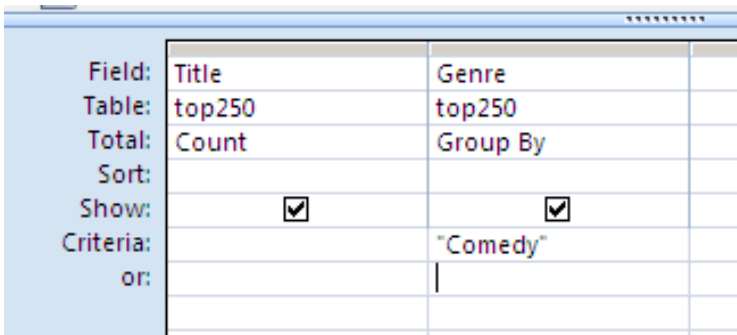 Field: Title Genre
Table: top250 top250
Total: Count Group By
Sort:
Show:
Criteria: "Comedy"
or: